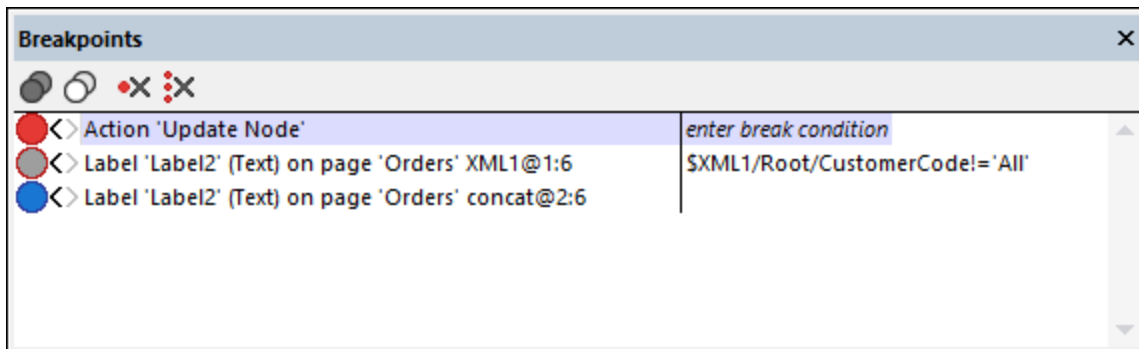 Breakpoints
Action 'Update Node' enter break condition
Label 'Label2' (Text) on page 'Orders' XML1@1:6 $XML1/Root/CustomerCode!='All'
Label 'Label2' (Text) on page 'Orders' concat@2:6